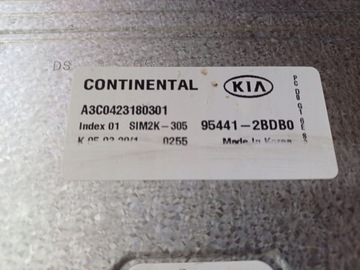 DS
CONTINENTAL KIA
A3C0423180301
Index 01 SIM2K-305 95441-2BDB0
0255 Made in Korea